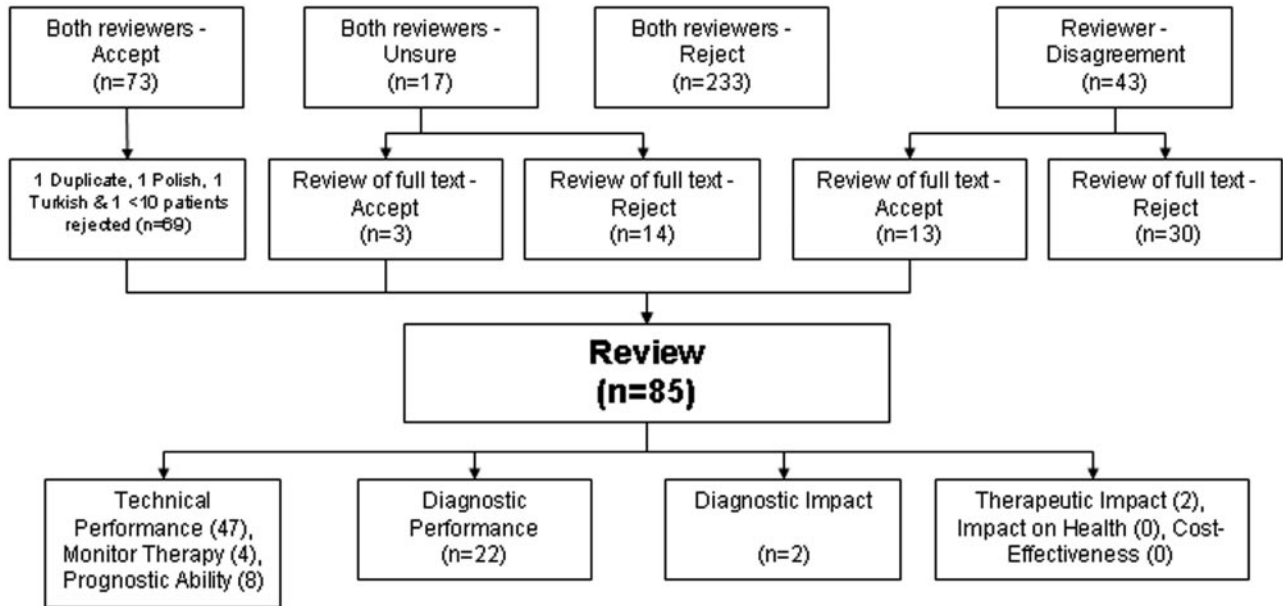 Both reviewers -
Accept
(n=73)
Both reviewers -
Unsure
(n=17)
Both reviewers -
Reject
(n=233)
Reviewer -
Disagreement
(n=43)
1 Duplicate, 1 Polish, 1
Turkish & 1 <10 patients
rejected (n=69)
Review of full text -
Accept
(n=3)
Review of full text -
Reject
(n=14)
Review of full text -
Accept
(n=13)
Review of full text -
Reject
(n=30)
Review
(n=85)
Technical
Performance (47),
Monitor Therapy (4),
Prognostic Ability (8)
Diagnostic
Performance
(n=22)
Diagnostic Impact
(n=2)
Therapeutic Impact (2),
Impact on Health (0), Cost-
Effectiveness (0)